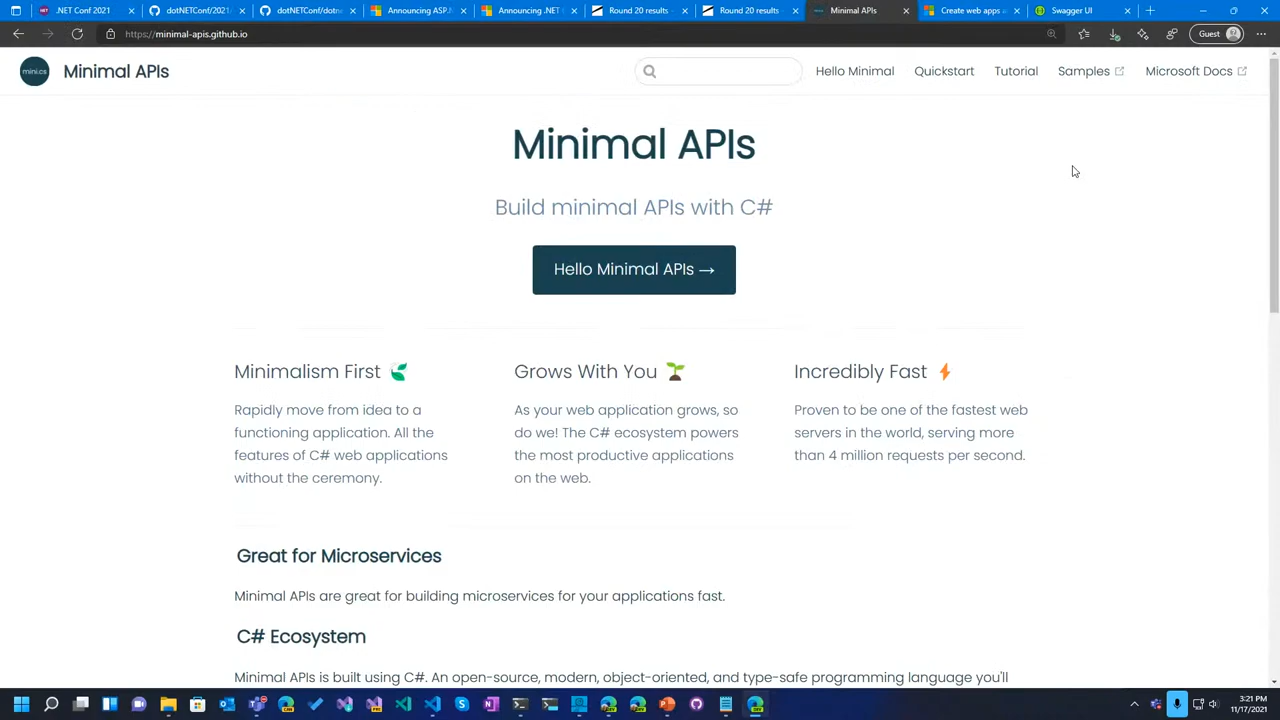 .NET Conf 2021
dotNETConf/2021/
dotNETConf/dotne
Announcing ASP.N
Announcing .NET
Round 20 results -
Round 20 results -
Minimal APIs
Create web apps
Swagger UI
https://minimal-apis.github.io
Guest
mini.cs
Minimal APIs
Hello Minimal
Quickstart
Tutorial
Samples
Microsoft Docs
Minimal APIs
Build minimal APIs with C#
Hello Minimal APIs →
Minimalism First
Rapidly move from idea to a
functioning application. All the
features of C# web applications
without the ceremony.
Grows With You
As your web application grows, so
do we! The C# ecosystem powers
the most productive applications
on the web.
Incredibly Fast
Proven to be one of the fastest web
servers in the world, serving more
than 4 million requests per second.
Great for Microservices
Minimal APIs are great for building microservices for your applications fast.
C# Ecosystem
Minimal APIs is built using C#. An open-source, modern, object-oriented, and type-safe programming language you'll
3:21 PM
11/17/2021